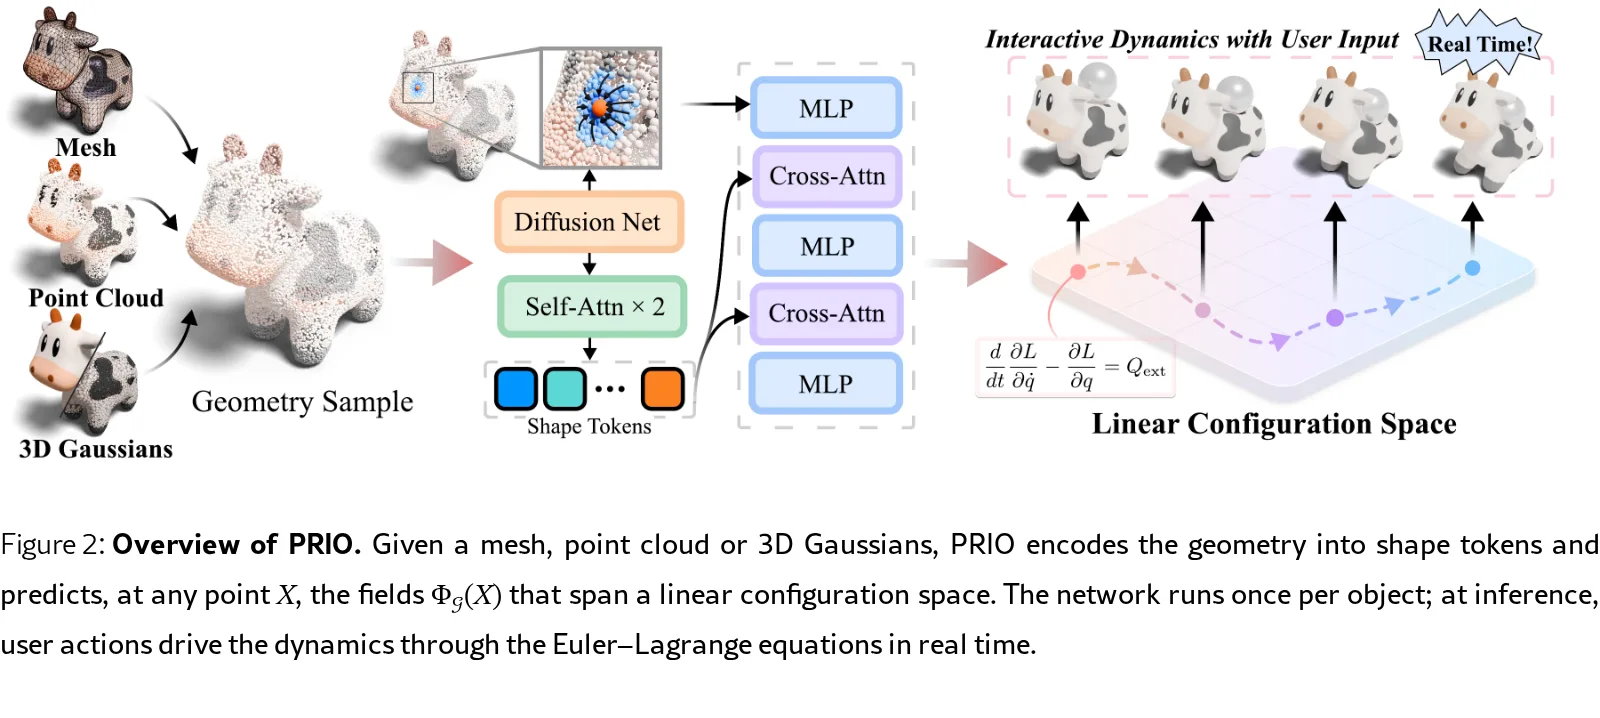 Mesh
Point Cloud
3D Gaussians
Geometry Sample
Diffusion Net
Self-Attn × 2
Shape Tokens
MLP
Cross-Attn
MLP
Cross-Attn
MLP
Interactive Dynamics with User Input
Real Time!
d/dt ∂L/∂q̇ − ∂L/∂q = Q_ext
Linear Configuration Space
Figure 2: Overview of PRIO. Given a mesh, point cloud or 3D Gaussians, PRIO encodes the geometry into shape tokens and
predicts, at any point X, the fields Φ_𝒢(X) that span a linear configuration space. The network runs once per object; at inference,
user actions drive the dynamics through the Euler–Lagrange equations in real time.